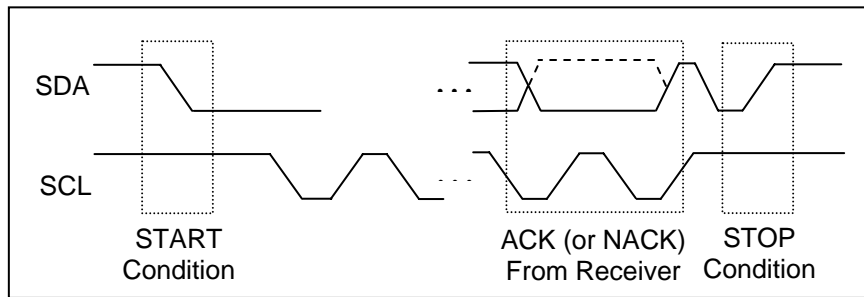 SDA
SCL
START
Condition
ACK (or NACK)
From Receiver
STOP
Condition